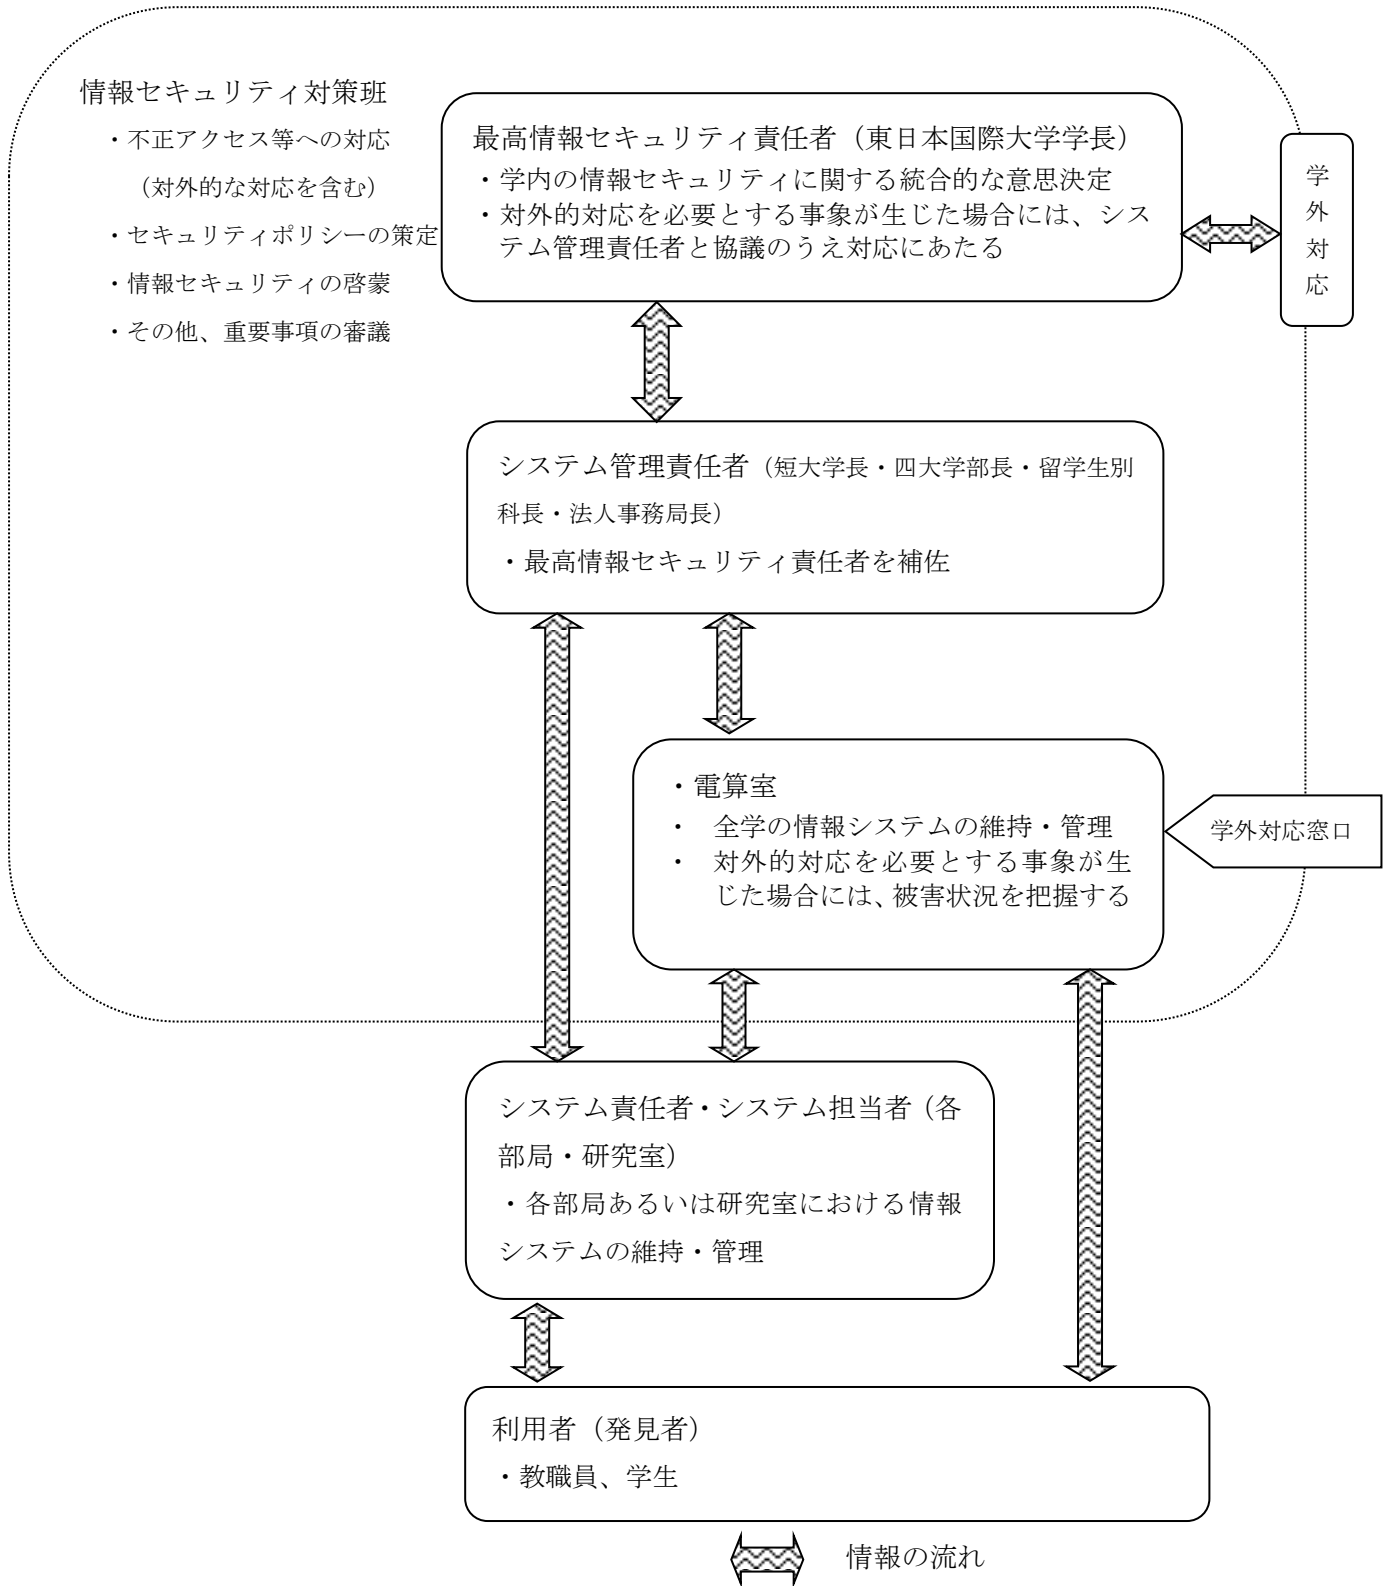 情報セキュリティ対策班
・不正アクセス等への対応
（対外的な対応を含む）
・セキュリティポリシーの策定
・情報セキュリティの啓蒙
・その他、重要事項の審議
最高情報セキュリティ責任者（東日本国際大学学長）
・学内の情報セキュリティに関する統合的な意思決定
・対外的対応を必要とする事象が生じた場合には、シス
テム管理責任者と協議のうえ対応にあたる
学
外
対
応
システム管理責任者（短大学長・四大学部長・留学生別
科長・法人事務局長）
・最高情報セキュリティ責任者を補佐
・電算室
・ 全学の情報システムの維持・管理
・ 対外的対応を必要とする事象が生
じた場合には、被害状況を把握する
学外対応窓口
システム責任者・システム担当者（各
部局・研究室）
・各部局あるいは研究室における情報
システムの維持・管理
利用者（発見者）
・教職員、学生
情報の流れ